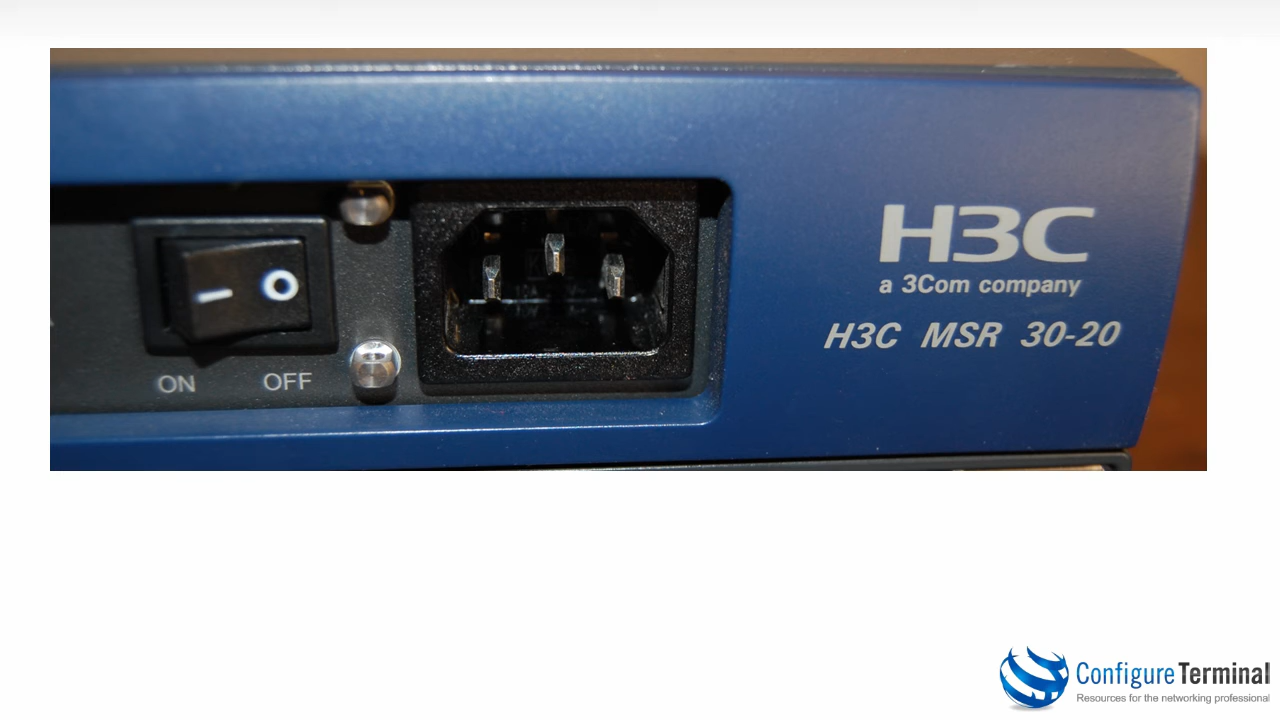 H3C
a 3Com company
H3C MSR 30-20
ON OFF
Configure Terminal
Resources for the networking professional